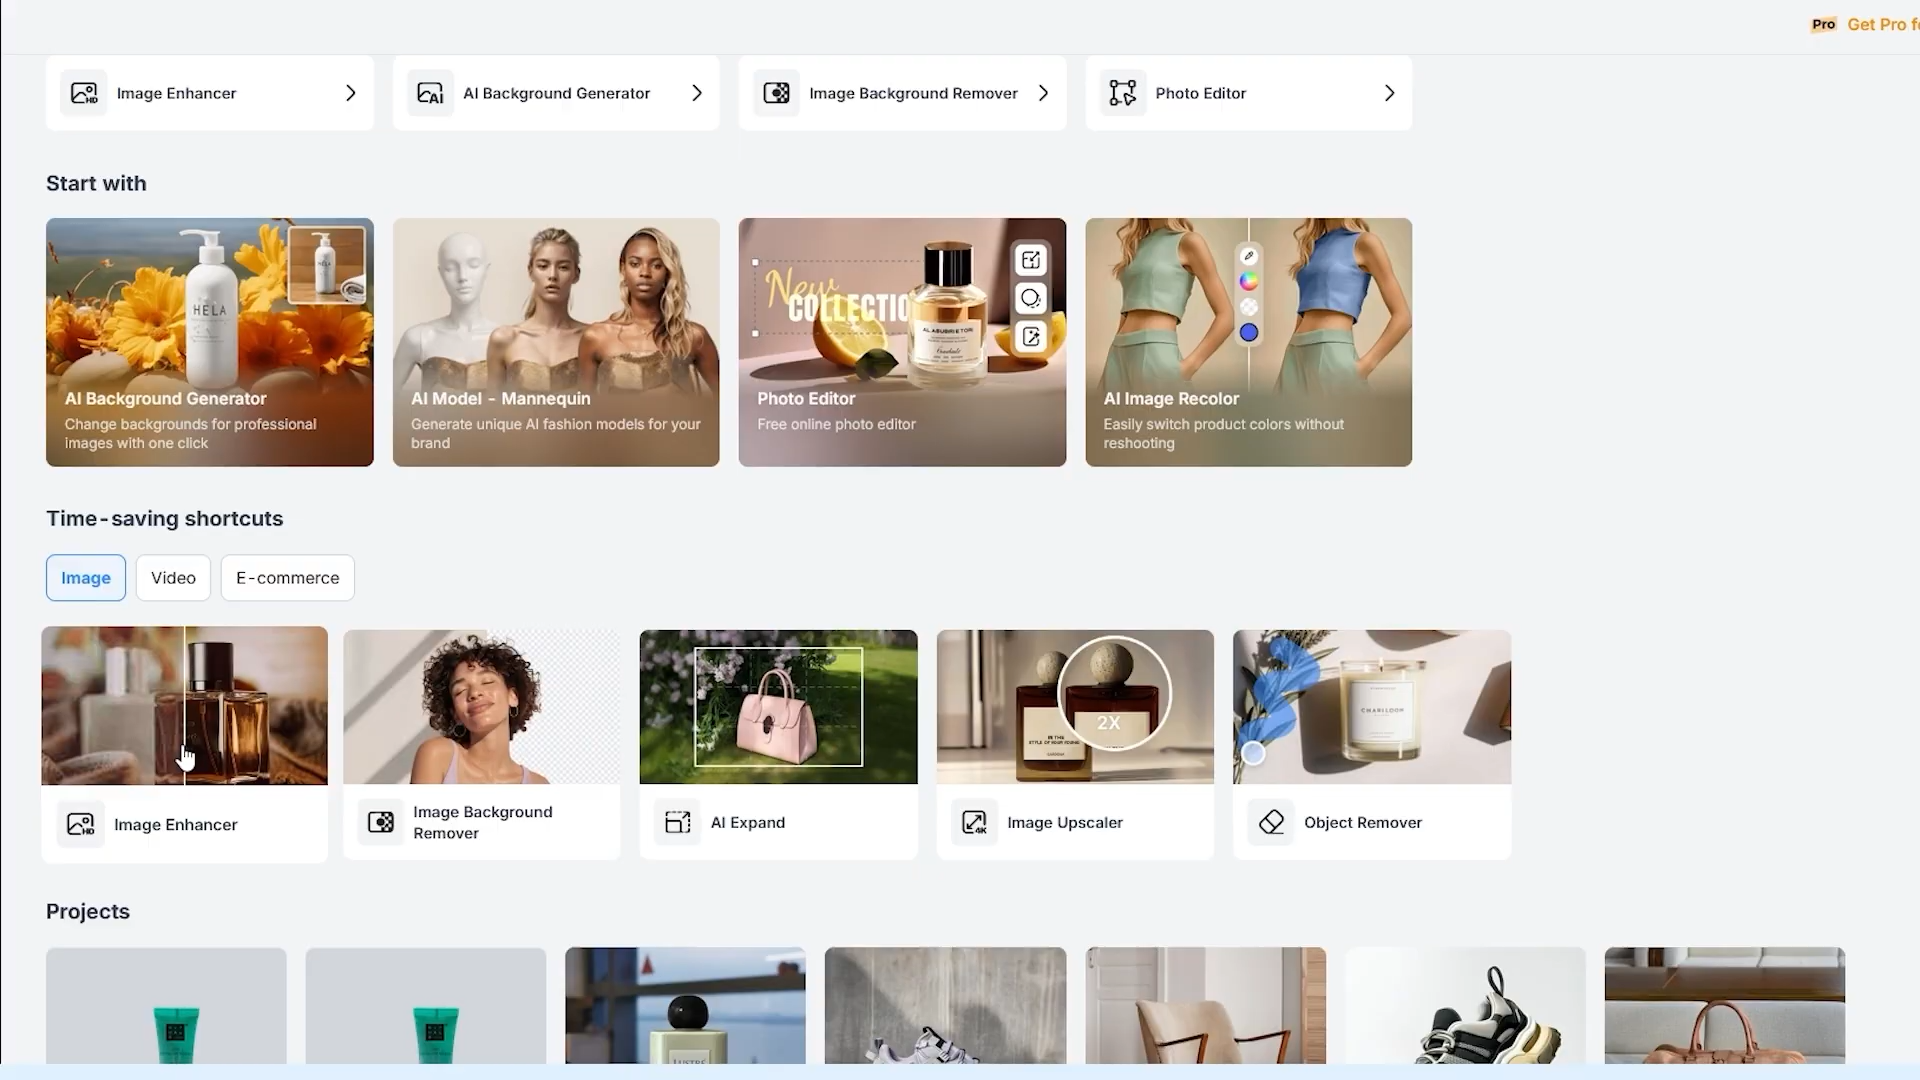 Pro Get Pro fo
Image Enhancer
AI Background Generator
Image Background Remover
Photo Editor
Start with
HELA
AI Background Generator
Change backgrounds for professional
images with one click
AI Model - Mannequin
Generate unique AI fashion models for your
brand
New
COLLECTIO
Photo Editor
Free online photo editor
AI Image Recolor
Easily switch product colors without
reshooting
Time-saving shortcuts
Image
Video
E-commerce
2X
HD
Image Enhancer
Image Background
Remover
AI Expand
4K
Image Upscaler
Object Remover
Projects